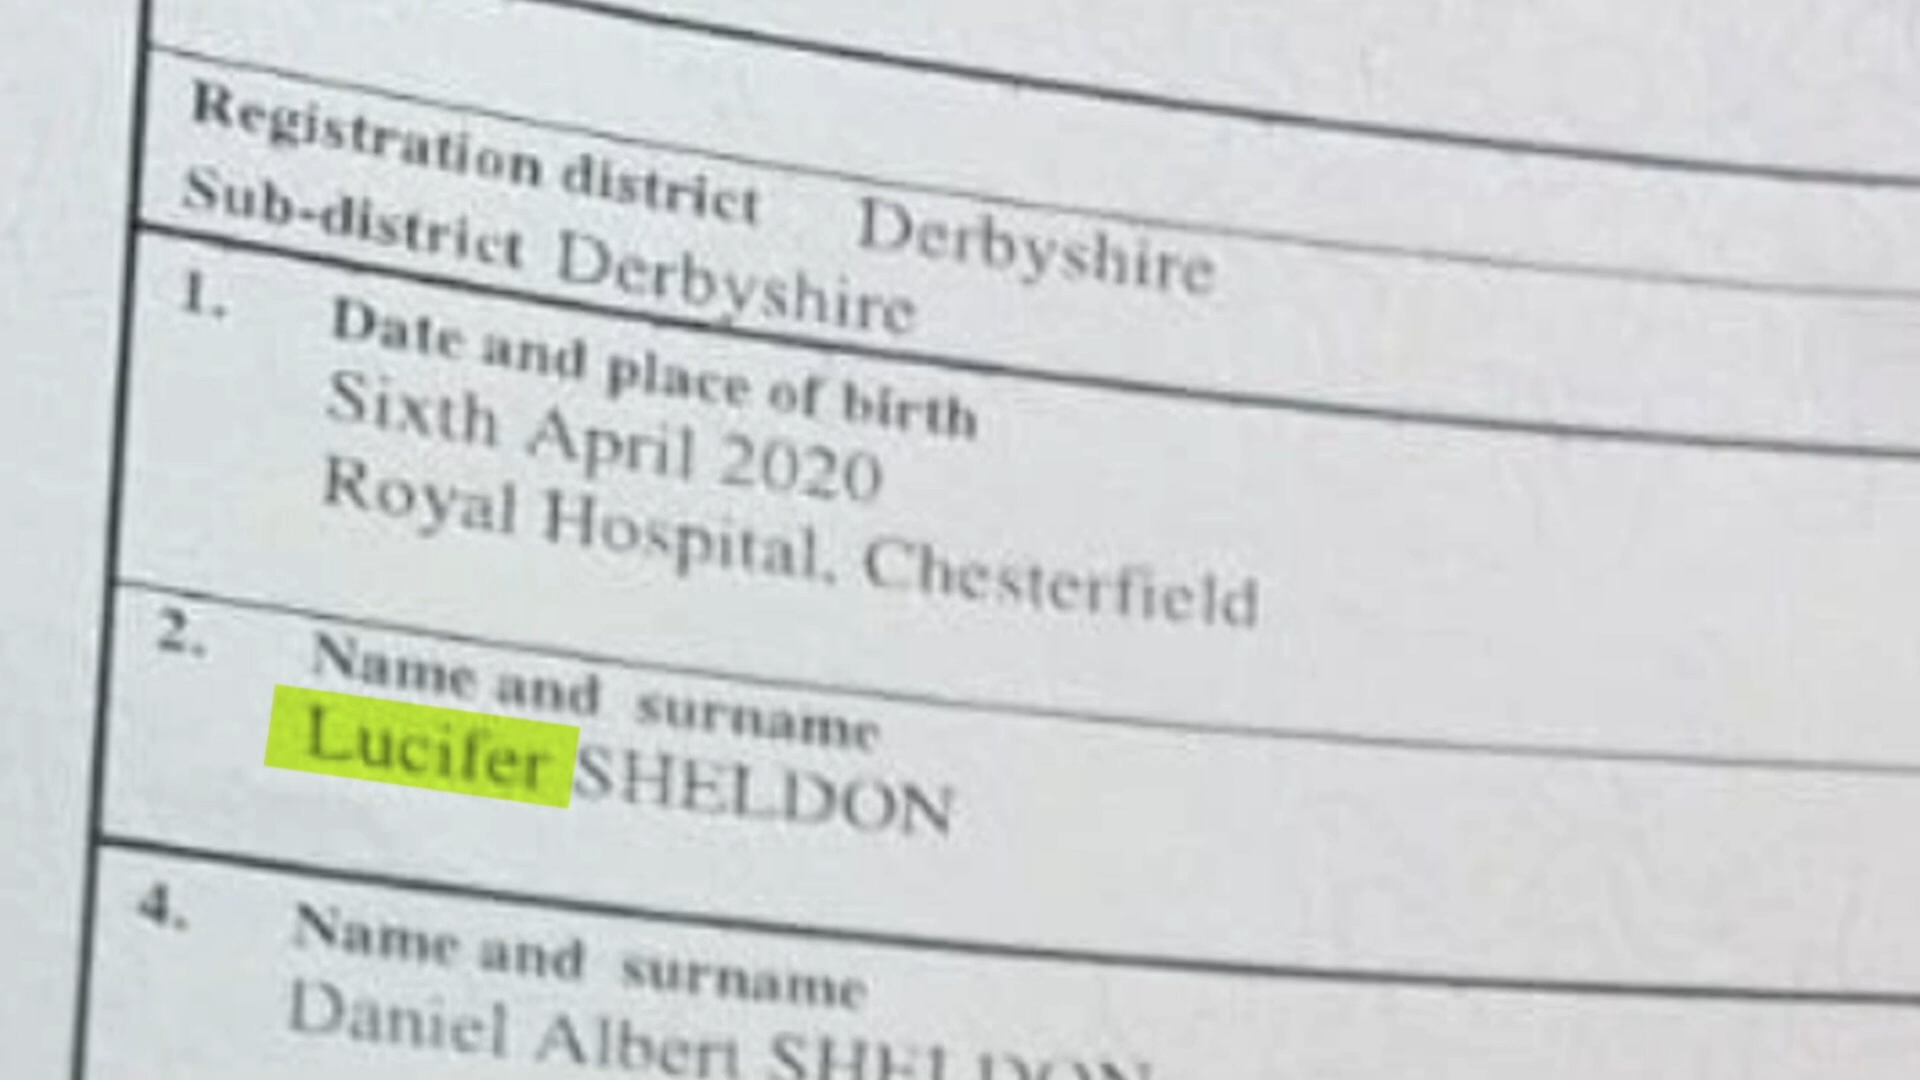 Registration district Derbyshire
Sub-district Derbyshire
1. Date and place of birth
Sixth April 2020
Royal Hospital, Chesterfield
2. Name and surname
Lucifer SHELDON
4. Name and surname
Daniel Albert SHELDON